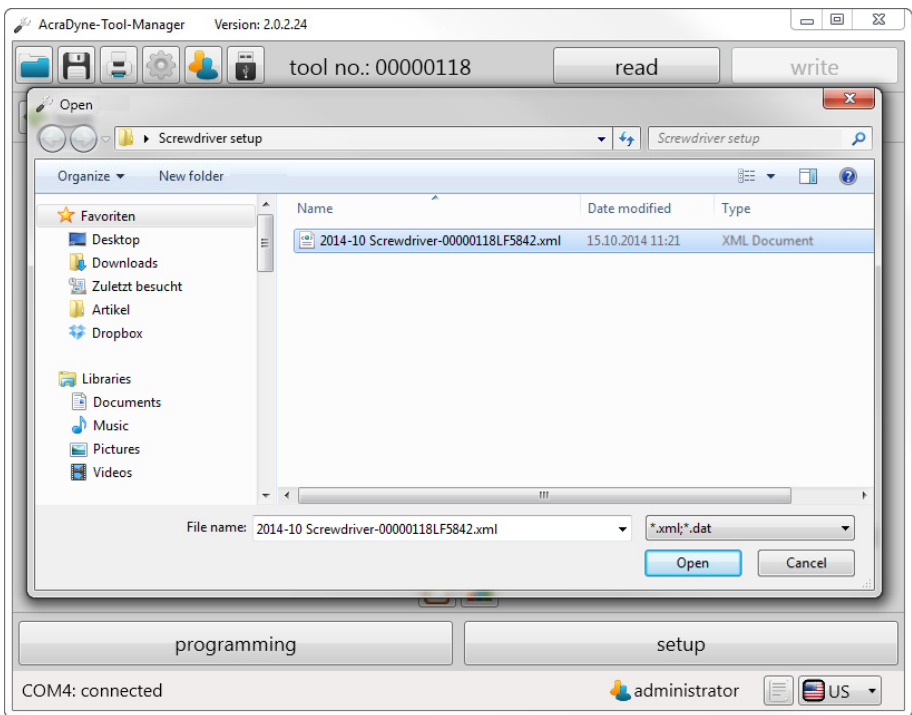 AcraDyne-Tool-Manager Version: 2.0.2.24
tool no.: 00000118 read write
Open
Screwdriver setup Screwdriver setup
Organize New folder
Name Date modified Type
Favoriten
2014-10 Screwdriver-00000118LF5842.xml 15.10.2014 11:21 XML Document
Desktop
Downloads
Zuletzt besucht
Artikel
Dropbox
Libraries
Documents
Music
Pictures
Videos
File name: 2014-10 Screwdriver-00000118LF5842.xml *.xml;*.dat
Open Cancel
programming setup
COM4: connected administrator US